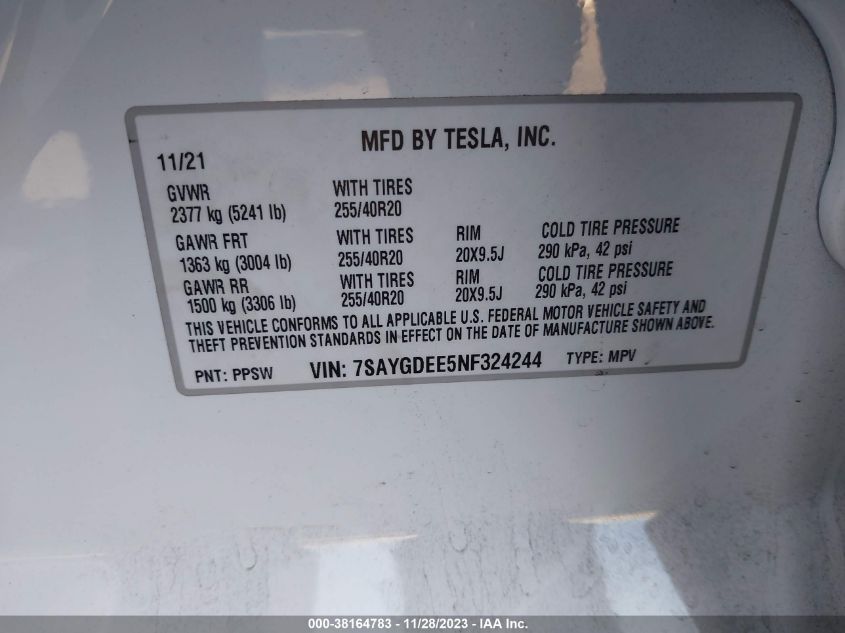 MFD BY TESLA, INC.
11/21
GVWR WITH TIRES
2377 kg (5241 lb) 255/40R20
GAWR FRT WITH TIRES RIM COLD TIRE PRESSURE
1363 kg (3004 lb) 255/40R20 20X9.5J 290 kPa, 42 psi
GAWR RR WITH TIRES RIM COLD TIRE PRESSURE
1500 kg (3306 lb) 255/40R20 20X9.5J 290 kPa, 42 psi
THIS VEHICLE CONFORMS TO ALL APPLICABLE U.S. FEDERAL MOTOR VEHICLE SAFETY AND
THEFT PREVENTION STANDARDS IN EFFECT ON THE DATE OF MANUFACTURE SHOWN ABOVE.
PNT: PPSW VIN: 7SAYGDEE5NF324244 TYPE: MPV
000-38164783 - 11/28/2023 - IAA Inc.